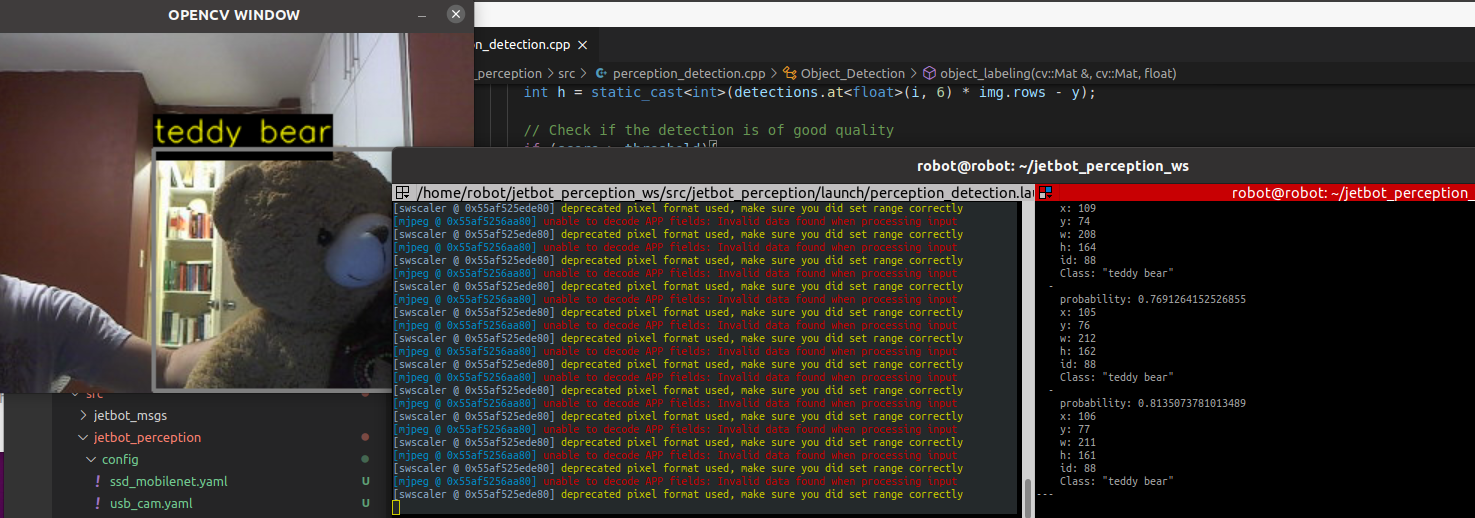 OPENCV WINDOW
teddy bear
n_detection.cpp
_perception > src > perception_detection.cpp > Object_Detection > object_labeling(cv::Mat &, cv::Mat, float)
int h = static_cast<int>(detections.at<float>(i, 6) * img.rows - y);
// Check if the detection is of good quality
robot@robot: ~/jetbot_perception_ws
/home/robot/jetbot_perception_ws/src/jetbot_perception/launch/perception_detection.la
[swscaler @ 0x55af525ede80] deprecated pixel format used, make sure you did set range correctly
[mjpeg @ 0x55af5256aa80] unable to decode APP fields: Invalid data found when processing input
[swscaler @ 0x55af525ede80] deprecated pixel format used, make sure you did set range correctly
[mjpeg @ 0x55af5256aa80] unable to decode APP fields: Invalid data found when processing input
[swscaler @ 0x55af525ede80] deprecated pixel format used, make sure you did set range correctly
[mjpeg @ 0x55af5256aa80] unable to decode APP fields: Invalid data found when processing input
[swscaler @ 0x55af525ede80] deprecated pixel format used, make sure you did set range correctly
[mjpeg @ 0x55af5256aa80] unable to decode APP fields: Invalid data found when processing input
[swscaler @ 0x55af525ede80] deprecated pixel format used, make sure you did set range correctly
[mjpeg @ 0x55af5256aa80] unable to decode APP fields: Invalid data found when processing input
[swscaler @ 0x55af525ede80] deprecated pixel format used, make sure you did set range correctly
[mjpeg @ 0x55af5256aa80] unable to decode APP fields: Invalid data found when processing input
[swscaler @ 0x55af525ede80] deprecated pixel format used, make sure you did set range correctly
[mjpeg @ 0x55af5256aa80] unable to decode APP fields: Invalid data found when processing input
[swscaler @ 0x55af525ede80] deprecated pixel format used, make sure you did set range correctly
[mjpeg @ 0x55af5256aa80] unable to decode APP fields: Invalid data found when processing input
[swscaler @ 0x55af525ede80] deprecated pixel format used, make sure you did set range correctly
[mjpeg @ 0x55af5256aa80] unable to decode APP fields: Invalid data found when processing input
[swscaler @ 0x55af525ede80] deprecated pixel format used, make sure you did set range correctly
[mjpeg @ 0x55af5256aa80] unable to decode APP fields: Invalid data found when processing input
[swscaler @ 0x55af525ede80] deprecated pixel format used, make sure you did set range correctly
[mjpeg @ 0x55af5256aa80] unable to decode APP fields: Invalid data found when processing input
[swscaler @ 0x55af525ede80] deprecated pixel format used, make sure you did set range correctly
robot@robot: ~/jetbot_perception_
x: 109
y: 74
w: 208
h: 164
id: 88
Class: "teddy bear"
-
probability: 0.7691264152526855
x: 105
y: 76
w: 212
h: 162
id: 88
Class: "teddy bear"
-
probability: 0.8135073781013489
x: 106
y: 77
w: 211
h: 161
id: 88
Class: "teddy bear"
---
src
jetbot_msgs
jetbot_perception
config
! ssd_mobilenet.yaml U
! usb_cam.yaml U